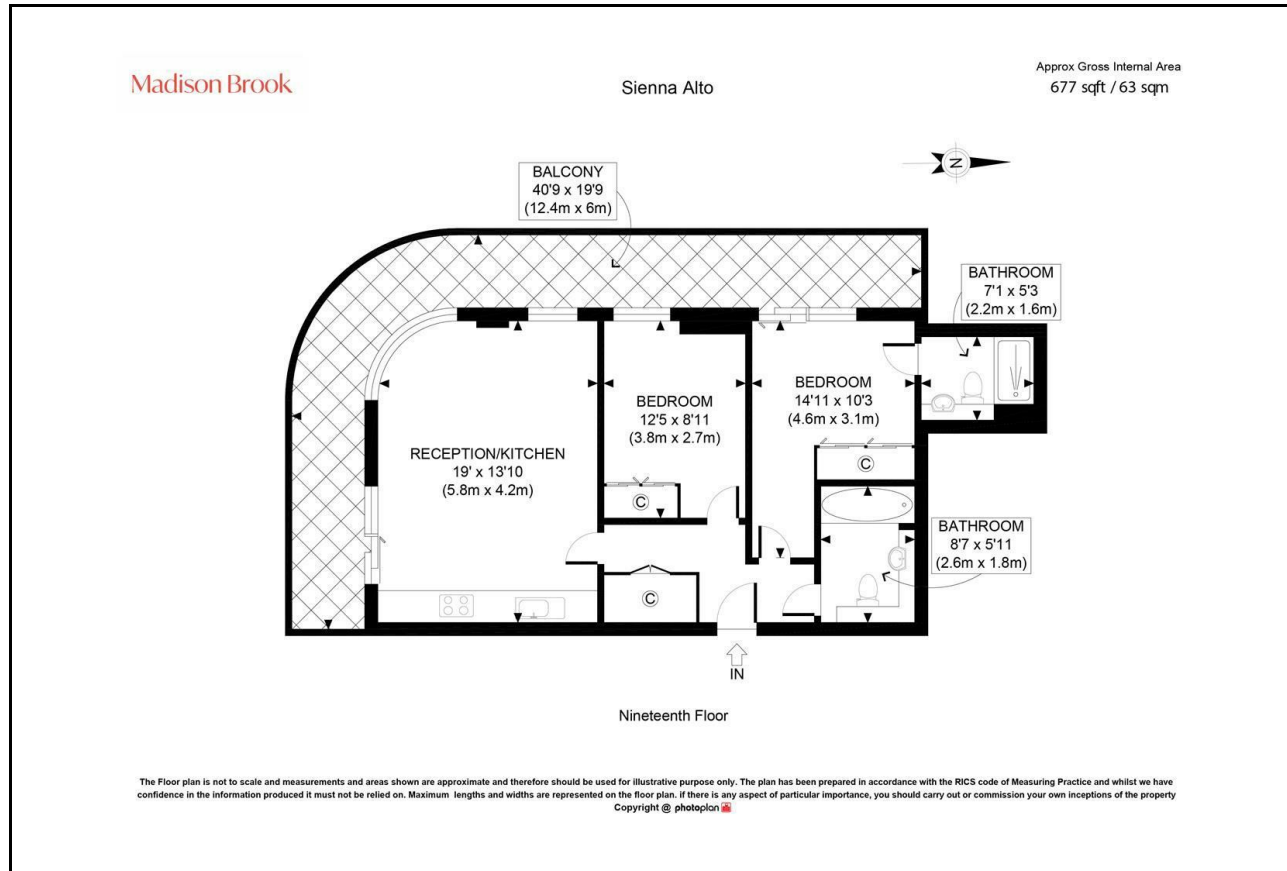 Madison Brook
Sienna Alto
Approx Gross Internal Area
677 sqft / 63 sqm
N
BALCONY
40'9 x 19'9
(12.4m x 6m)
BATHROOM
7'1 x 5'3
(2.2m x 1.6m)
BEDROOM
14'11 x 10'3
(4.6m x 3.1m)
BEDROOM
12'5 x 8'11
(3.8m x 2.7m)
RECEPTION/KITCHEN
19' x 13'10
(5.8m x 4.2m)
C
C
BATHROOM
8'7 x 5'11
(2.6m x 1.8m)
C
IN
Nineteenth Floor
The Floor plan is not to scale and measurements and areas shown are approximate and therefore should be used for illustrative purpose only. The plan has been prepared in accordance with the RICS code of Measuring Practice and whilst we have
confidence in the information produced it must not be relied on. Maximum lengths and widths are represented on the floor plan. if there is any aspect of particular importance, you should carry out or commission your own inceptions of the property
Copyright @ photoplan